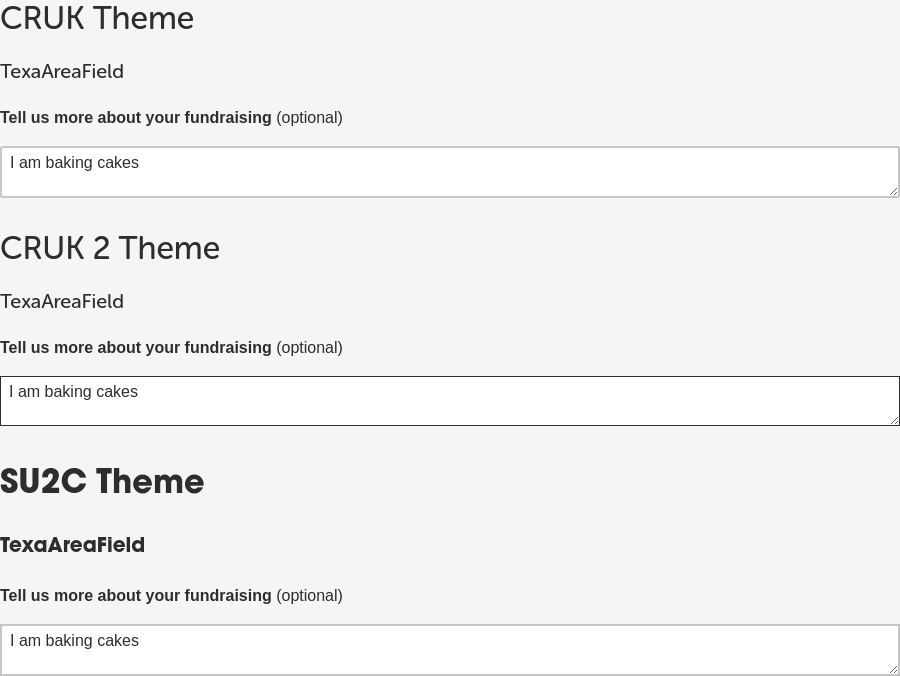 CRUK Theme
TexaAreaField
Tell us more about your fundraising (optional)
I am baking cakes
CRUK 2 Theme
TexaAreaField
Tell us more about your fundraising (optional)
I am baking cakes
SU2C Theme
TexaAreaField
Tell us more about your fundraising (optional)
I am baking cakes